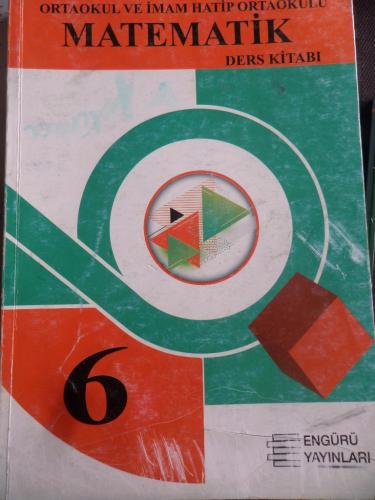 ORTAOKUL VE İMAM HATİP ORTAOKULU
MATEMATİK
DERS KİTABI
6
ENGÜRÜ
YAYINLARI